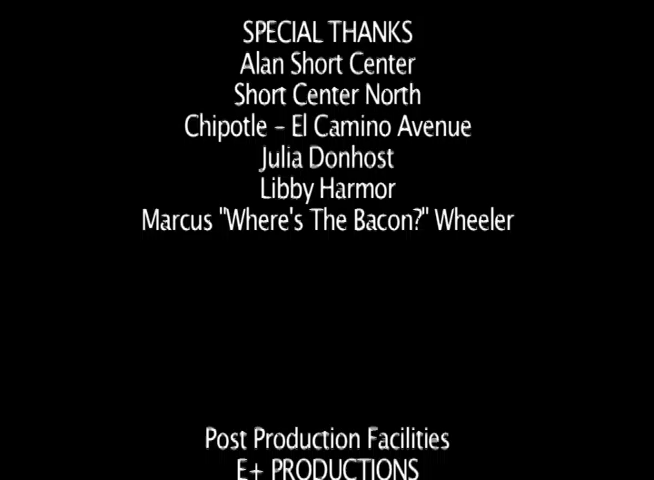 SPECIAL THANKS
Alan Short Center
Short Center North
Chipotle - El Camino Avenue
Julia Donhost
Libby Harmor
Marcus "Where's The Bacon?" Wheeler
Post Production Facilities
E+ PRODUCTIONS